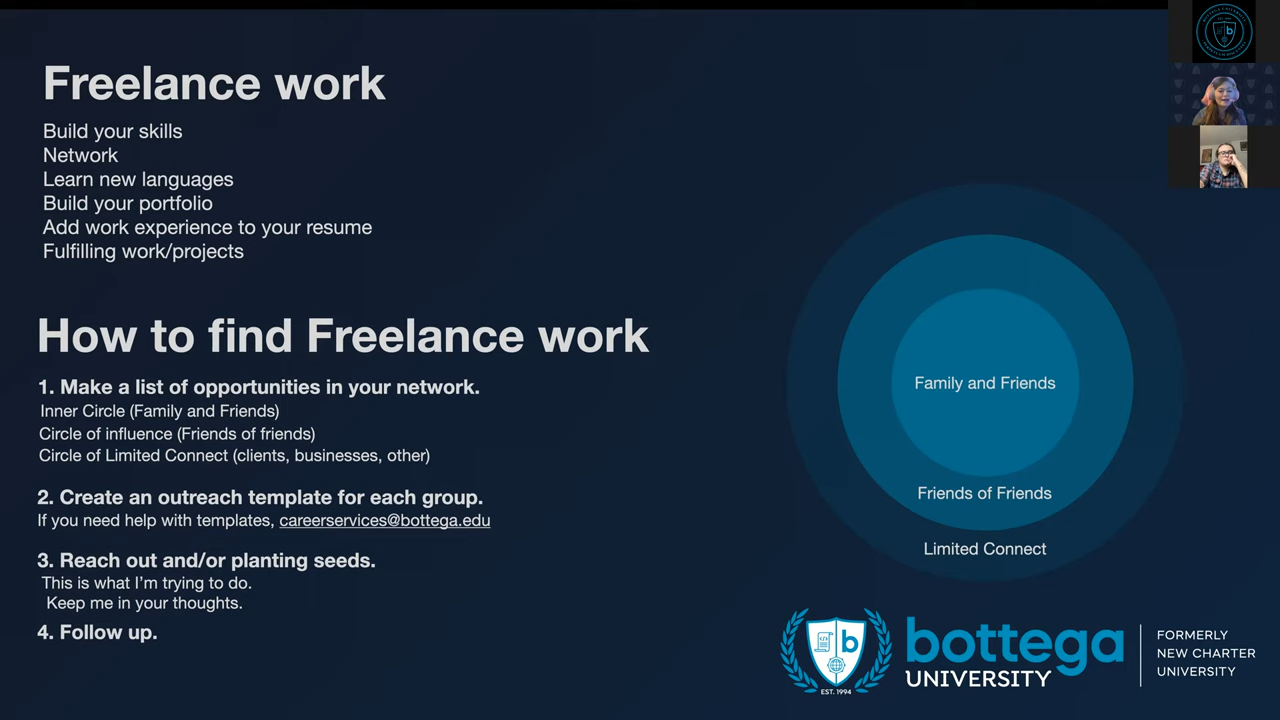 Freelance work
Build your skills
Network
Learn new languages
Build your portfolio
Add work experience to your resume
Fulfilling work/projects
How to find Freelance work
1. Make a list of opportunities in your network.
Inner Circle (Family and Friends)
Circle of influence (Friends of friends)
Circle of Limited Connect (clients, businesses, other)
2. Create an outreach template for each group.
If you need help with templates, careerservices@bottega.edu
3. Reach out and/or planting seeds.
This is what I'm trying to do.
Keep me in your thoughts.
4. Follow up.
Family and Friends
Friends of Friends
Limited Connect
b
EST. 1994
bottega
UNIVERSITY
FORMERLY
NEW CHARTER
UNIVERSITY
b